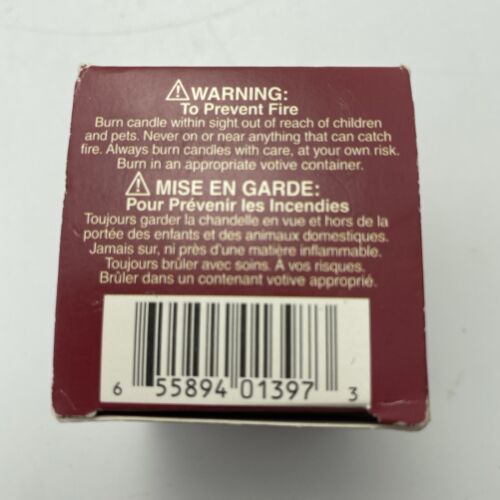 ⚠WARNING:
To Prevent Fire
Burn candle within sight out of reach of children
and pets. Never on or near anything that can catch
fire. Always burn candles with care, at your own risk.
Burn in an appropriate votive container.
⚠ MISE EN GARDE:
Pour Prévenir les Incendies
Toujours garder la chandelle en vue et hors de la
portée des enfants et des animaux domestiques.
Jamais sur, ni près d'une matière inflammable.
Toujours brûler avec soins. À vos risques.
Brûler dans un contenant votive approprié.
6 55894 01397 3